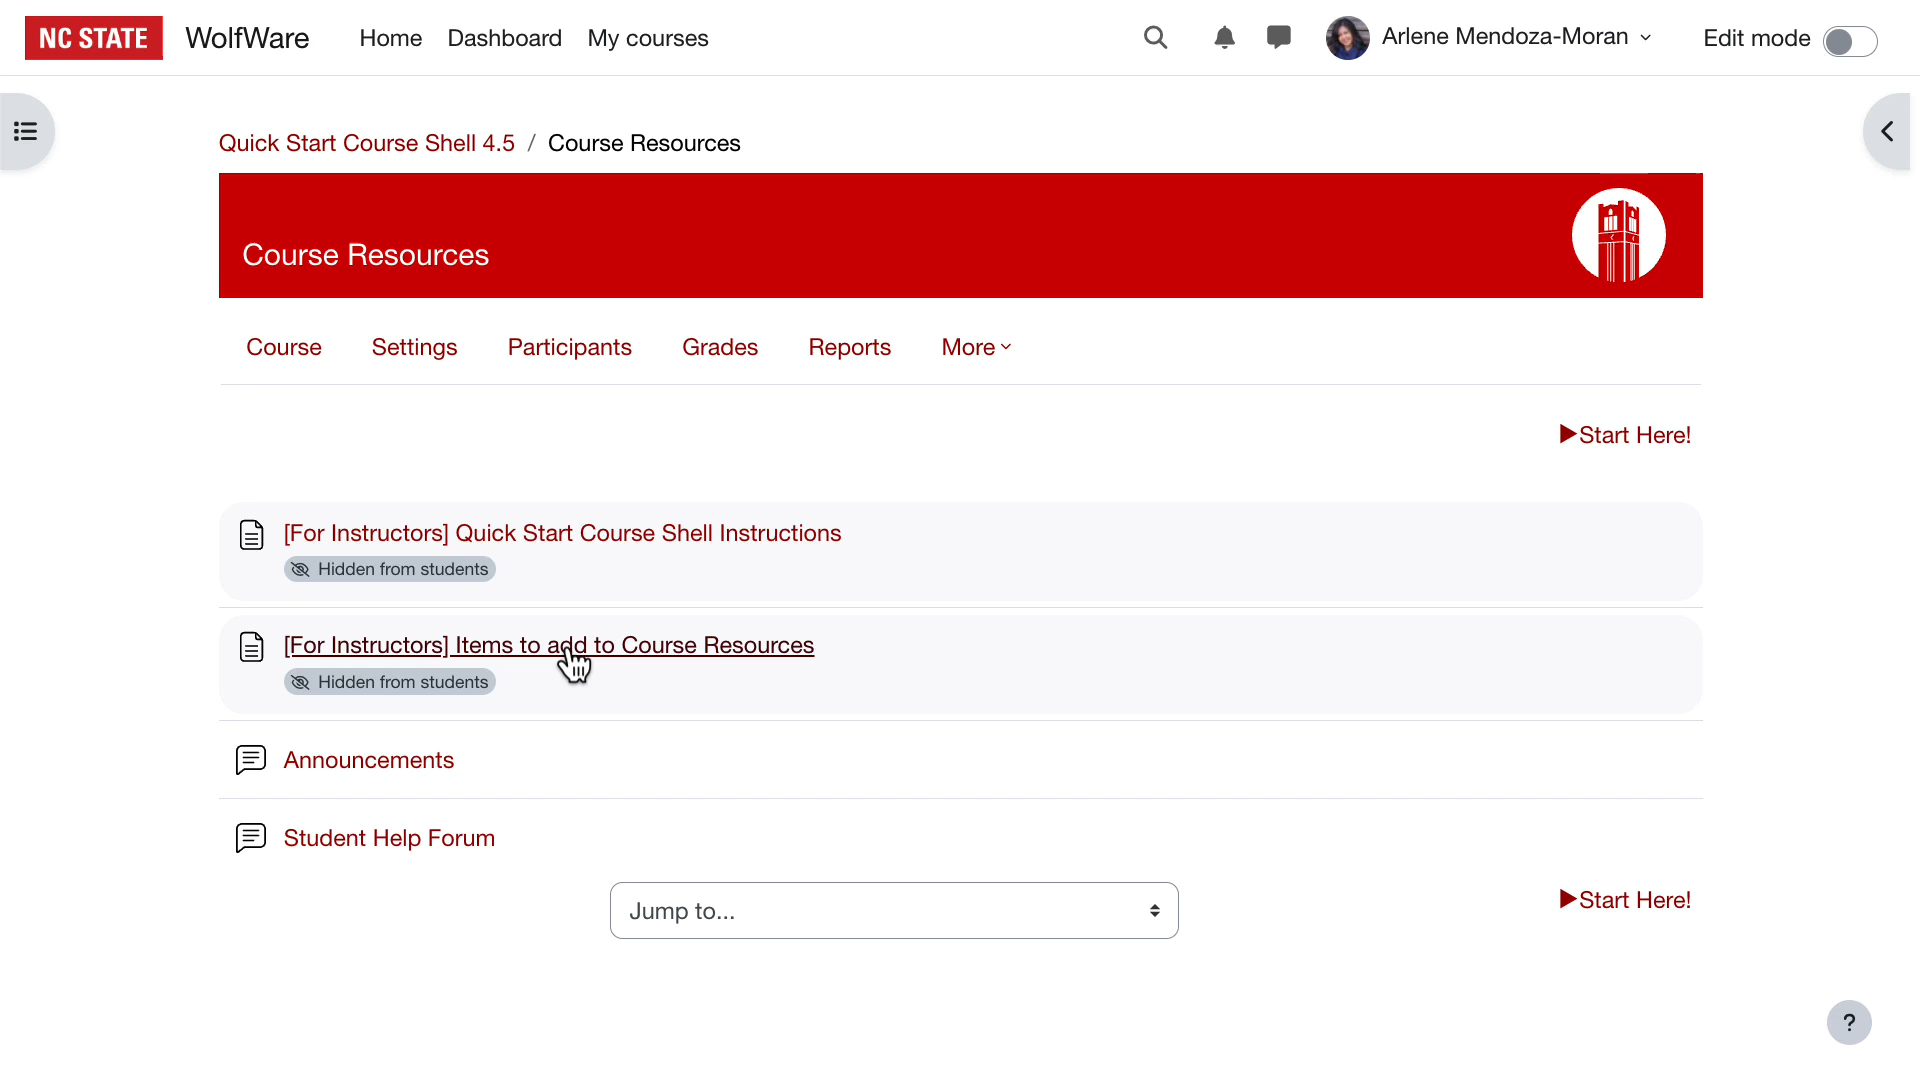 NC STATE WolfWare Home Dashboard My courses Arlene Mendoza-Moran Edit mode
Quick Start Course Shell 4.5 / Course Resources
Course Resources
Course Settings Participants Grades Reports More
▶Start Here!
[For Instructors] Quick Start Course Shell Instructions
Hidden from students
[For Instructors] Items to add to Course Resources
Hidden from students
Announcements
Student Help Forum
Jump to... ▶Start Here!
?